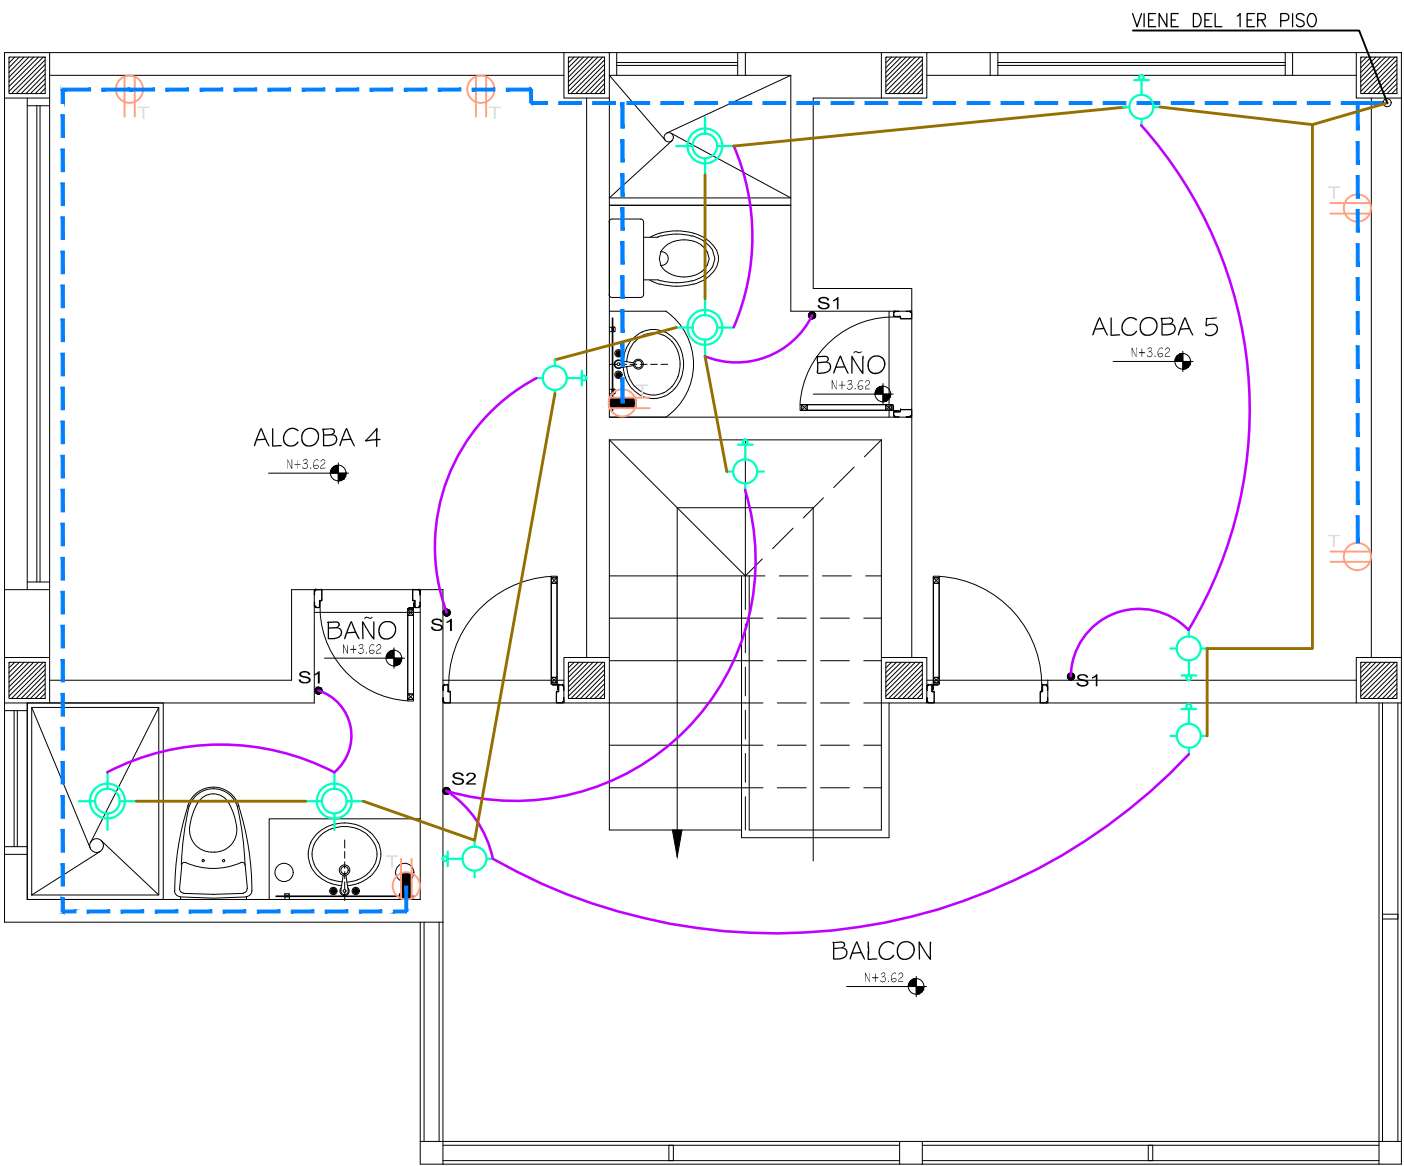 VIENE DEL 1ER PISO
T
T
T
S1
ALCOBA 5
N+3.62
BAÑO
N+3.62
T
ALCOBA 4
N+3.62
T
S1
BAÑO
N+3.62
S1
S1
S2
T
BALCON
N+3.62